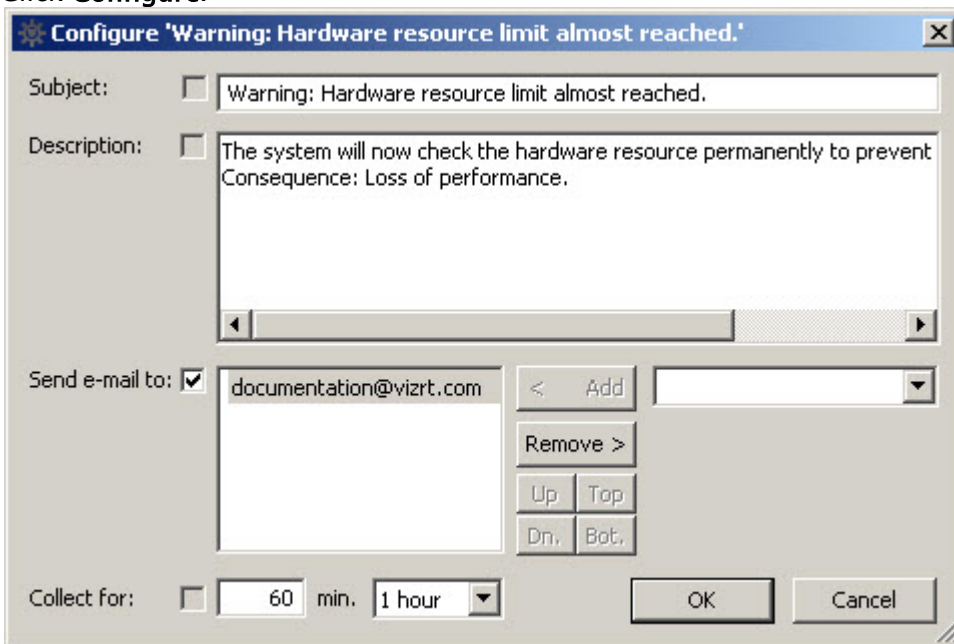 Click Configure.
Configure 'Warning: Hardware resource limit almost reached.'
Subject: Warning: Hardware resource limit almost reached.
Description: The system will now check the hardware resource permanently to prevent
Consequence: Loss of performance.
Send e-mail to: documentation@vizrt.com < Add
Remove >
Up Top
Dn. Bot.
Collect for: 60 min. 1 hour OK Cancel